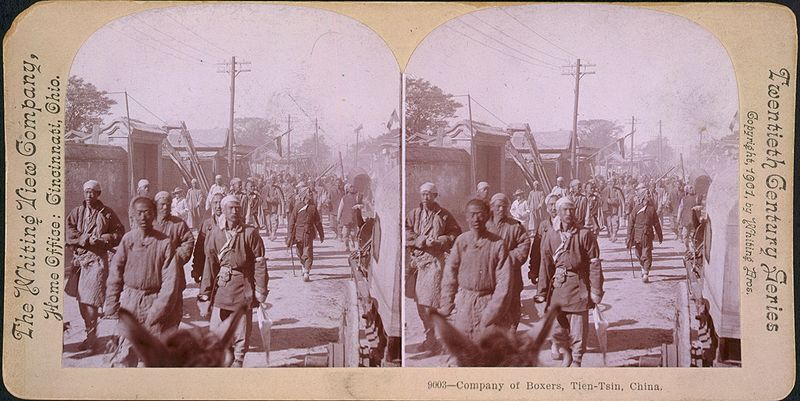 The Whiting View Company,
Home Office: Cincinnati, Ohio.
Twentieth Century Series
Copyright, 1901, by Whiting Bros.
9003—Company of Boxers, Tien-Tsin, China.